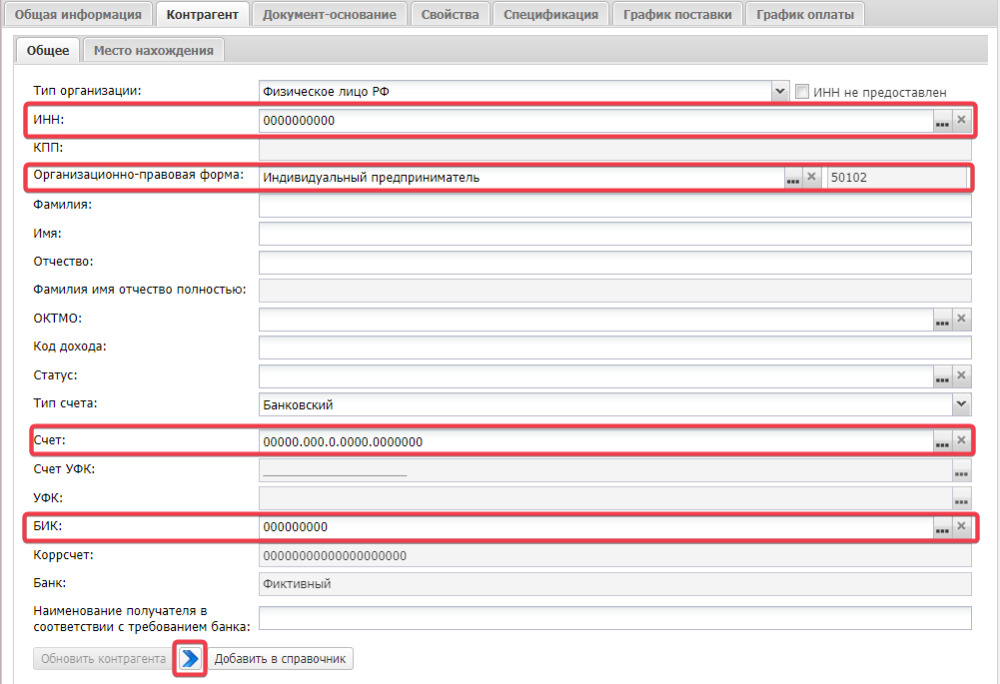 Общая информация Контрагент Документ-основание Свойства Спецификация График поставки График оплаты
Общее Место нахождения
Тип организации: Физическое лицо РФ ИНН не предоставлен
ИНН: 0000000000
КПП:
Организационно-правовая форма: Индивидуальный предприниматель 50102
Фамилия:
Имя:
Отчество:
Фамилия имя отчество полностью:
ОКТМО:
Код дохода:
Статус:
Тип счета: Банковский
Счет: 00000.000.0.0000.0000000
Счет УФК:
УФК:
БИК: 000000000
Коррсчет: 00000000000000000000
Банк: Фиктивный
Наименование получателя в
соответствии с требованием банка:
Обновить контрагента Добавить в справочник